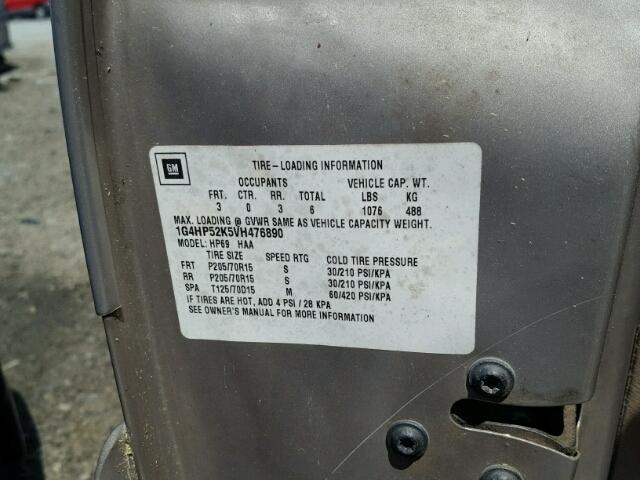 GM
TIRE-LOADING INFORMATION
OCCUPANTS VEHICLE CAP. WT.
FRT. CTR. RR. TOTAL LBS KG
3 0 3 6 1076 488
MAX. LOADING @ GVWR SAME AS VEHICLE CAPACITY WEIGHT.
1G4HP52K5VH476890
MODEL: HP69 HAA
TIRE SIZE SPEED RTG COLD TIRE PRESSURE
FRT P205/70R15 S 30/210 PSI/KPA
RR P205/70R15 S 30/210 PSI/KPA
SPA T125/70D15 M 60/420 PSI/KPA
IF TIRES ARE HOT, ADD 4 PSI / 28 KPA
SEE OWNER'S MANUAL FOR MORE INFORMATION